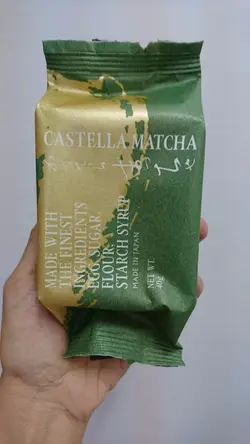 CASTELLA MATCHA
MADE WITH
THE FINEST
INGREDIENTS
EGG, SUGAR,
FLOUR,
STARCH SYRUP
MADE IN JAPAN
NET WT.
40g